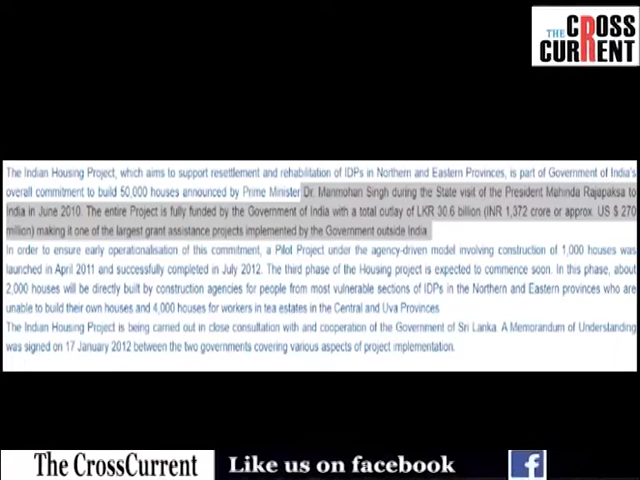 THE CROSS
CURRENT
The Indian Housing Project, which aims to support resettlement and rehabilitation of IDPs in Northern and Eastern Provinces, is part of Government of India's
overall commitment to build 50,000 houses announced by Prime Minister Dr. Manmohan Singh during the State visit of the President Mahinda Rajapaksa to
India in June 2010. The entire Project is fully funded by the Government of India with a total outlay of LKR 30.6 billion (INR 1,372 crore or approx. US $ 270
million) making it one of the largest grant assistance projects implemented by the Government outside India
In order to ensure early operationalisation of this commitment, a Pilot Project under the agency-driven model involving construction of 1,000 houses was
launched in April 2011 and successfully completed in July 2012. The third phase of the Housing project is expected to commence soon. In this phase, about
2,000 houses will be directly built by construction agencies for people from most vulnerable sections of IDPs in the Northern and Eastern provinces who are
unable to build their own houses and 4,000 houses for workers in tea estates in the Central and Uva Provinces
The Indian Housing Project is being carried out in close consultation with and cooperation of the Government of Sri Lanka. A Memorandum of Understanding
was signed on 17 January 2012 between the two governments covering various aspects of project implementation.
The CrossCurrent Like us on facebook f